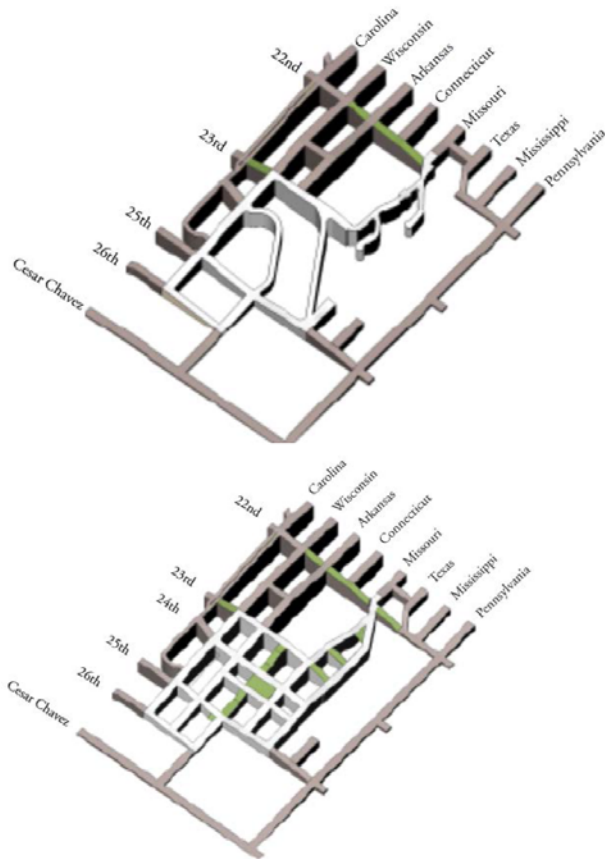 Carolina
Wisconsin
Arkansas
Connecticut
Missouri
Texas
Mississippi
Pennsylvania
22nd
23rd
25th
26th
Cesar Chavez
Carolina
Wisconsin
Arkansas
Connecticut
Missouri
Texas
Mississippi
Pennsylvania
22nd
23rd
24th
25th
26th
Cesar Chavez